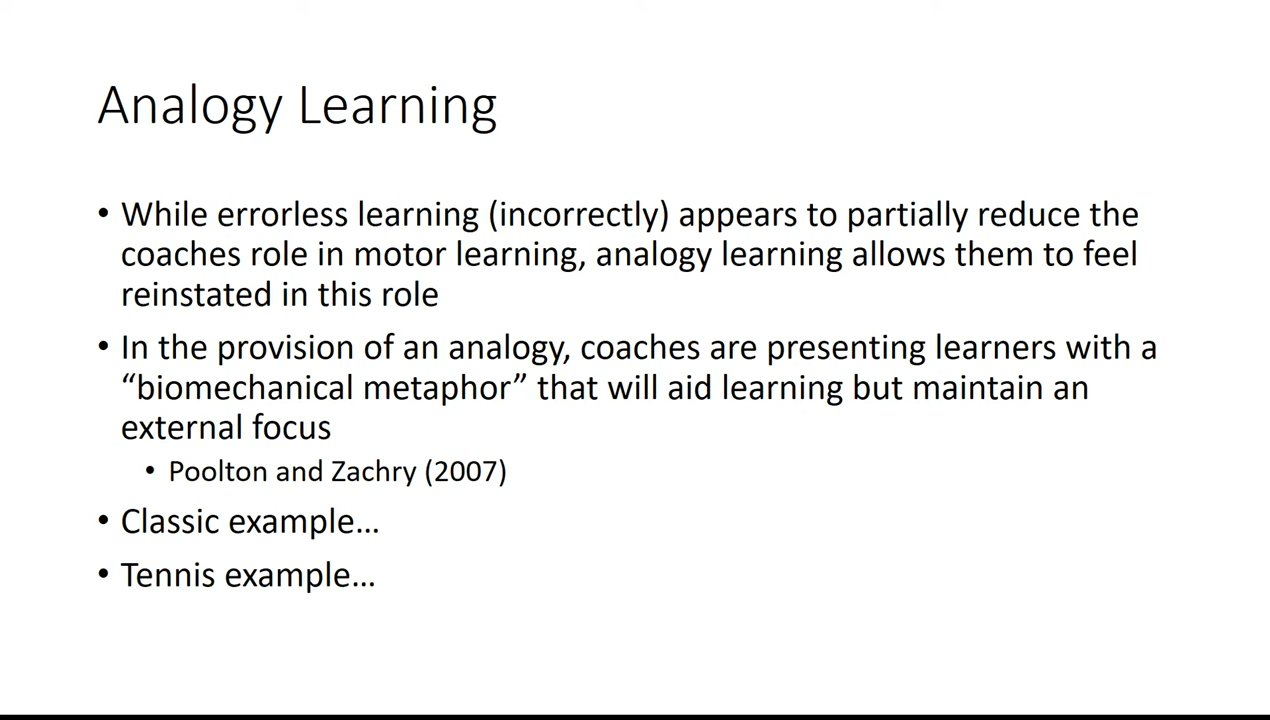 Analogy Learning
• While errorless learning (incorrectly) appears to partially reduce the
coaches role in motor learning, analogy learning allows them to feel
reinstated in this role
• In the provision of an analogy, coaches are presenting learners with a
“biomechanical metaphor” that will aid learning but maintain an
external focus
• Poolton and Zachry (2007)
• Classic example…
• Tennis example…